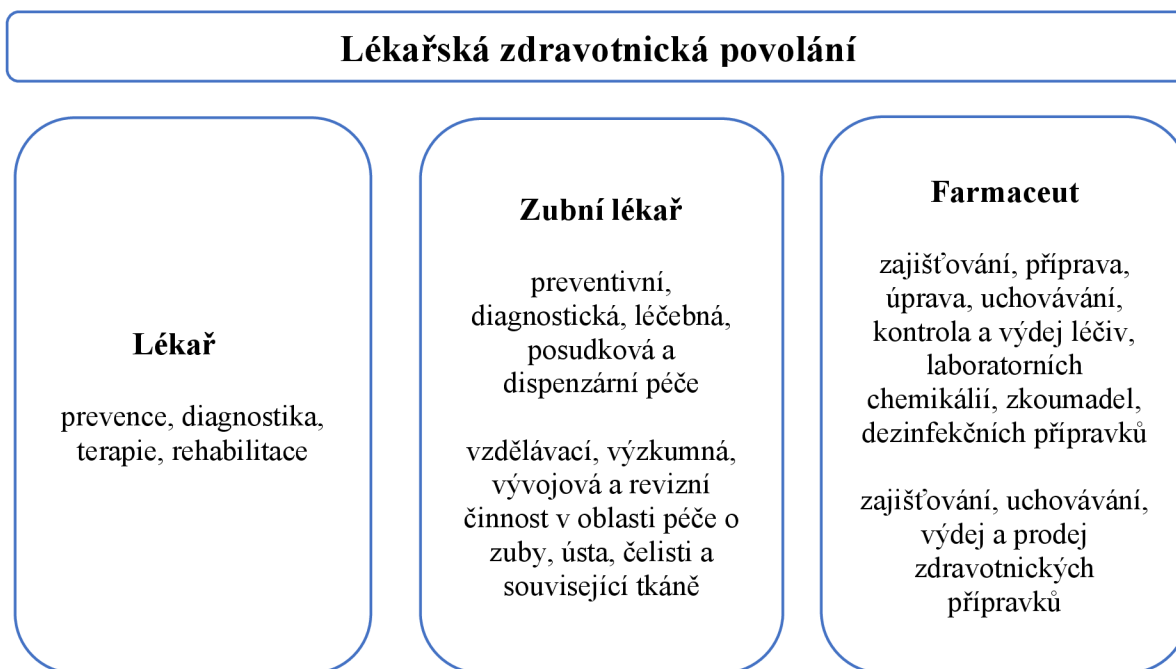 Lékařská zdravotnická povolání
Lékař
prevence, diagnostika,
terapie, rehabilitace
Zubní lékař
preventivní,
diagnostická, léčebná,
posudková a
dispenzární péče
vzdělávací, výzkumná,
vývojová a revizní
činnost v oblasti péče o
zuby, ústa, čelisti a
související tkáně
Farmaceut
zajišťování, příprava,
úprava, uchovávání,
kontrola a výdej léčiv,
laboratorních
chemikálií, zkoumadel,
dezinfekčních přípravků
zajišťování, uchovávání,
výdej a prodej
zdravotnických
přípravků